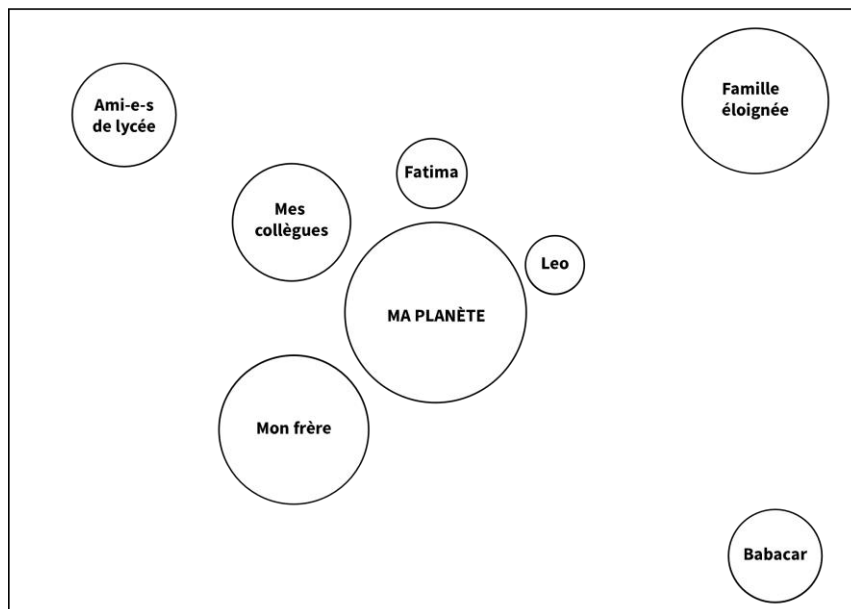 Ami-e-s
de lycée
Famille
éloignée
Fatima
Mes
collègues
Leo
MA PLANÈTE
Mon frère
Babacar